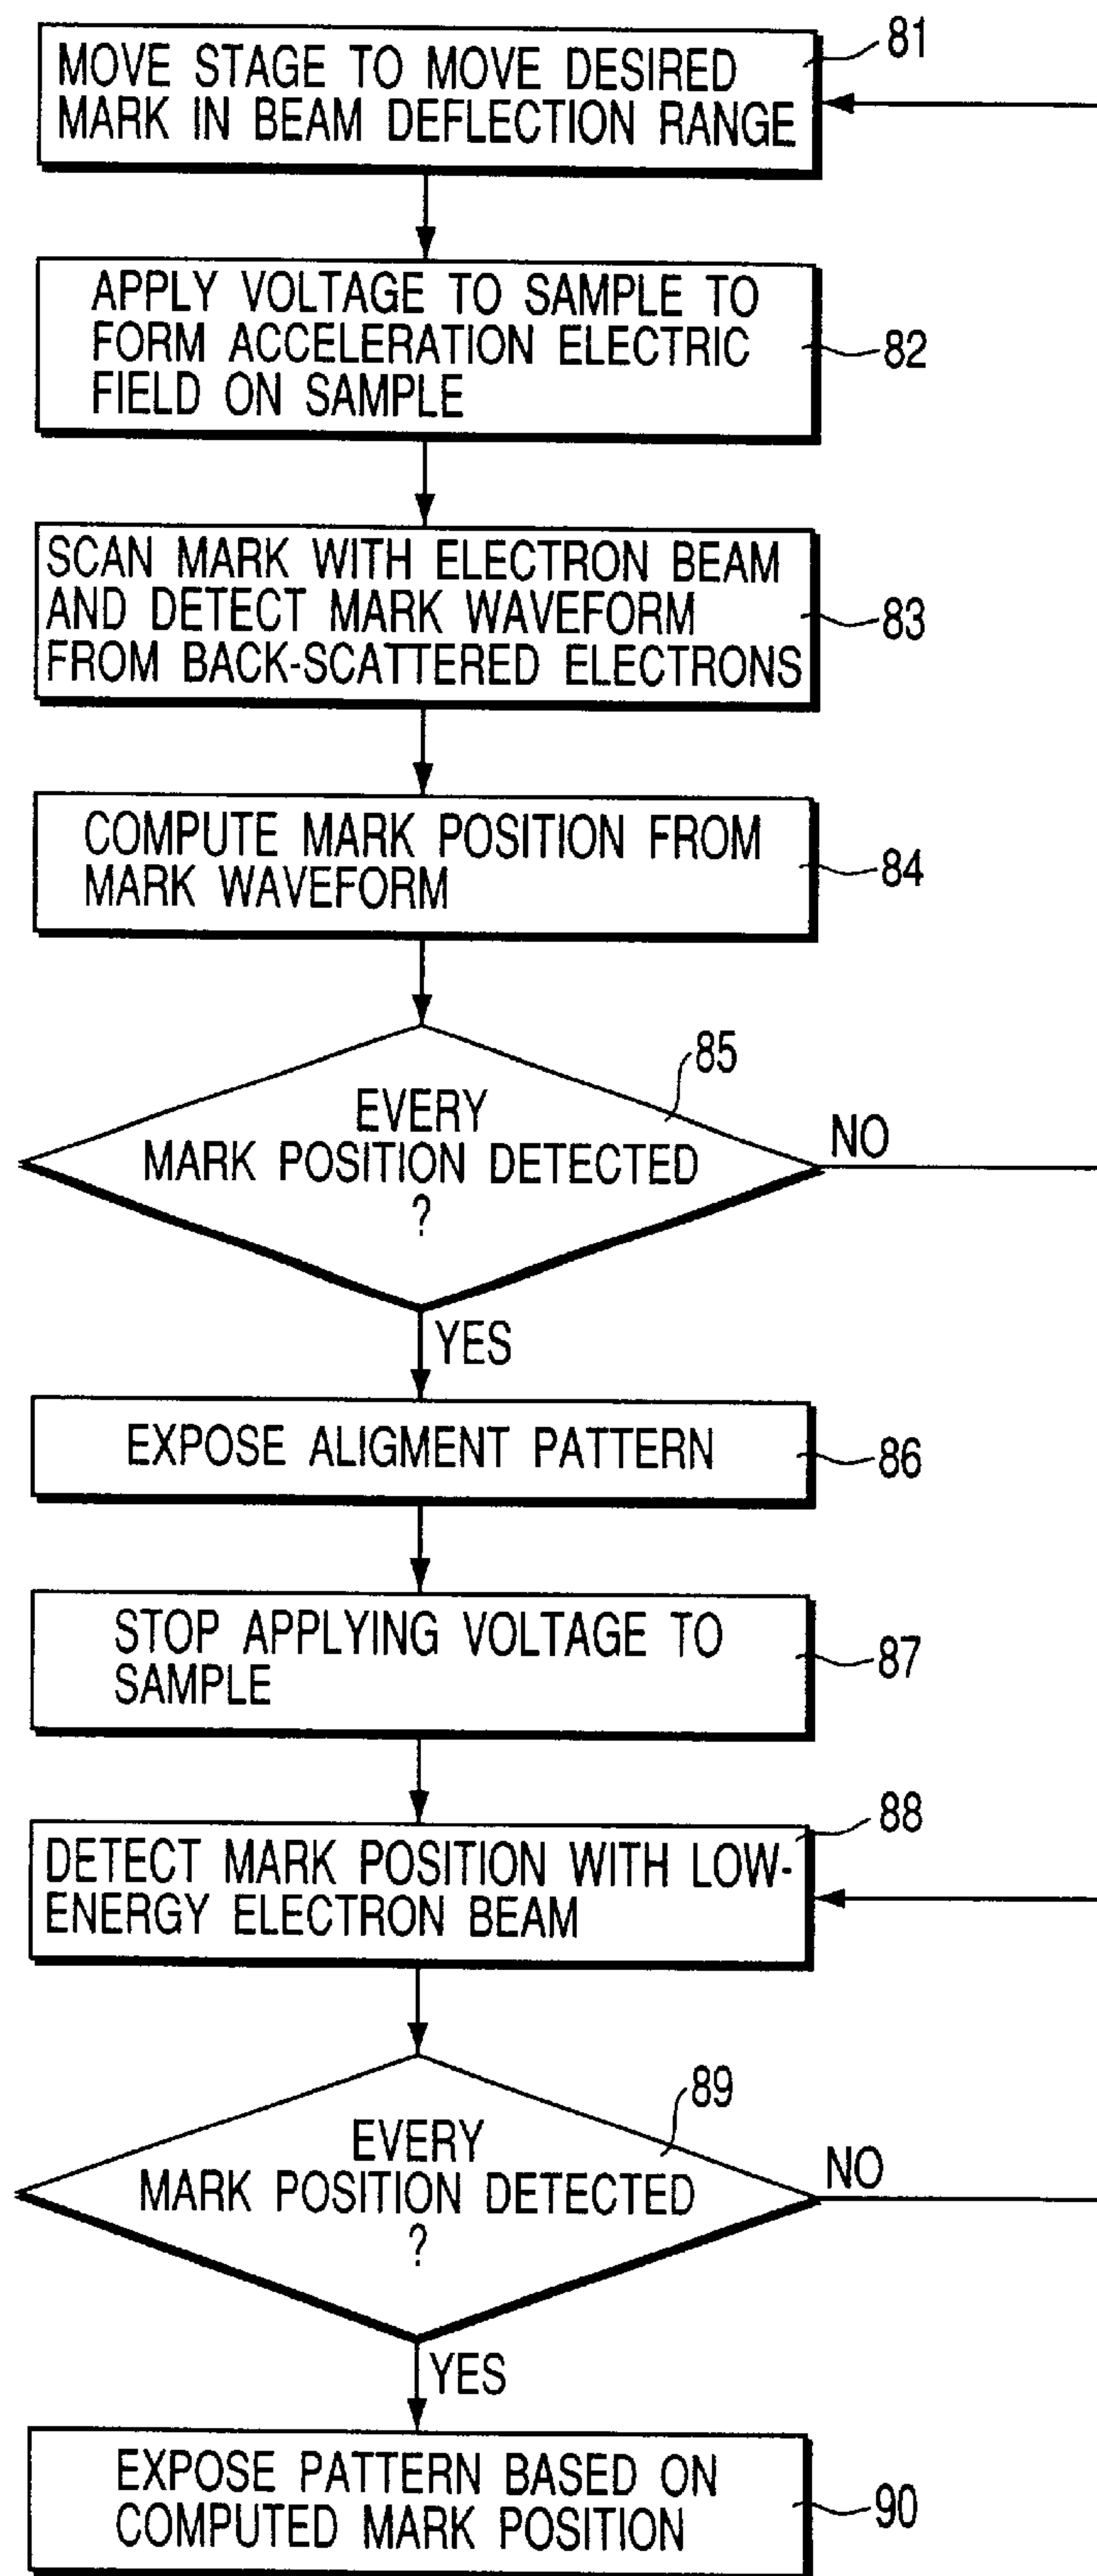 81
MOVE STAGE TO MOVE DESIRED
MARK IN BEAM DEFLECTION RANGE
APPLY VOLTAGE TO SAMPLE TO
FORM ACCELERATION ELECTRIC
FIELD ON SAMPLE
82
SCAN MARK WITH ELECTRON BEAM
AND DETECT MARK WAVEFORM
FROM BACK-SCATTERED ELECTRONS
83
COMPUTE MARK POSITION FROM
MARK WAVEFORM
84
85
EVERY
MARK POSITION DETECTED
?
NO
YES
EXPOSE ALIGMENT PATTERN
86
STOP APPLYING VOLTAGE TO
SAMPLE
87
88
DETECT MARK POSITION WITH LOW-
ENERGY ELECTRON BEAM
89
EVERY
MARK POSITION DETECTED
?
NO
YES
EXPOSE PATTERN BASED ON
COMPUTED MARK POSITION
90